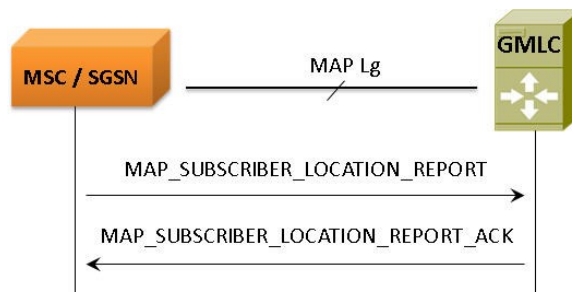 GMLC
MSC / SGSN
MAP Lg
MAP_SUBSCRIBER_LOCATION_REPORT
MAP_SUBSCRIBER_LOCATION_REPORT_ACK